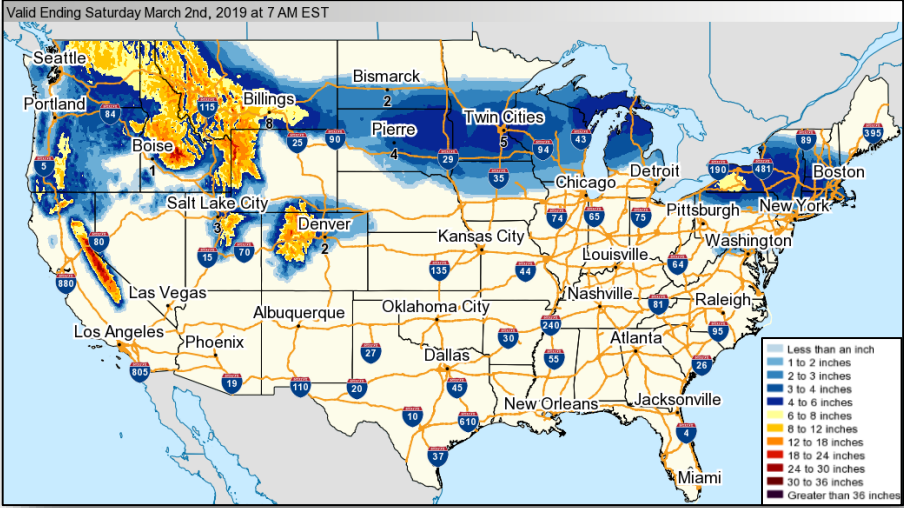 Valid Ending Saturday March 2nd, 2019 at 7 AM EST
Seattle
Bismarck
2
Portland
84
115
Billings
8
395
Twin Cities
5
Pierre
4
25
90
43
89
Boise
1
94
29
5
190
481
Boston
35
Detroit
Chicago
Salt Lake City
3
New York
Denver
2
74
65
75
Pittsburgh
80
Kansas City
Washington
15
70
Louisville
64
135
44
880
Las Vegas
Nashville
81
Raleigh
Albuquerque
Oklahoma City
Los Angeles
240
95
Phoenix
30
Atlanta
27
Dallas
55
26
805
19
110
20
45
New Orleans
Jacksonville
10
610
4
37
Miami
Less than an inch
1 to 2 inches
2 to 3 inches
3 to 4 inches
4 to 6 inches
6 to 8 inches
8 to 12 inches
12 to 18 inches
18 to 24 inches
24 to 30 inches
30 to 36 inches
Greater than 36 inches